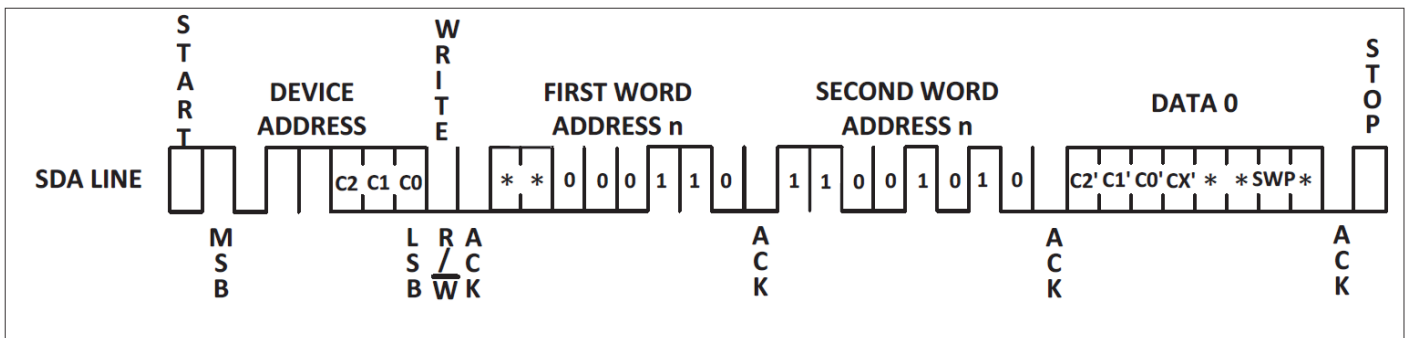 START
WRITE
STOP
DEVICE
ADDRESS
FIRST WORD
ADDRESS n
SECOND WORD
ADDRESS n
DATA 0
SDA LINE
C2 C1 C0
* * 0 0 0 1 1 0
1 1 0 0 1 0 1 0
C2' C1' C0' CX' * * SWP *
MSB
LSB
R/W
ACK
ACK
ACK
ACK